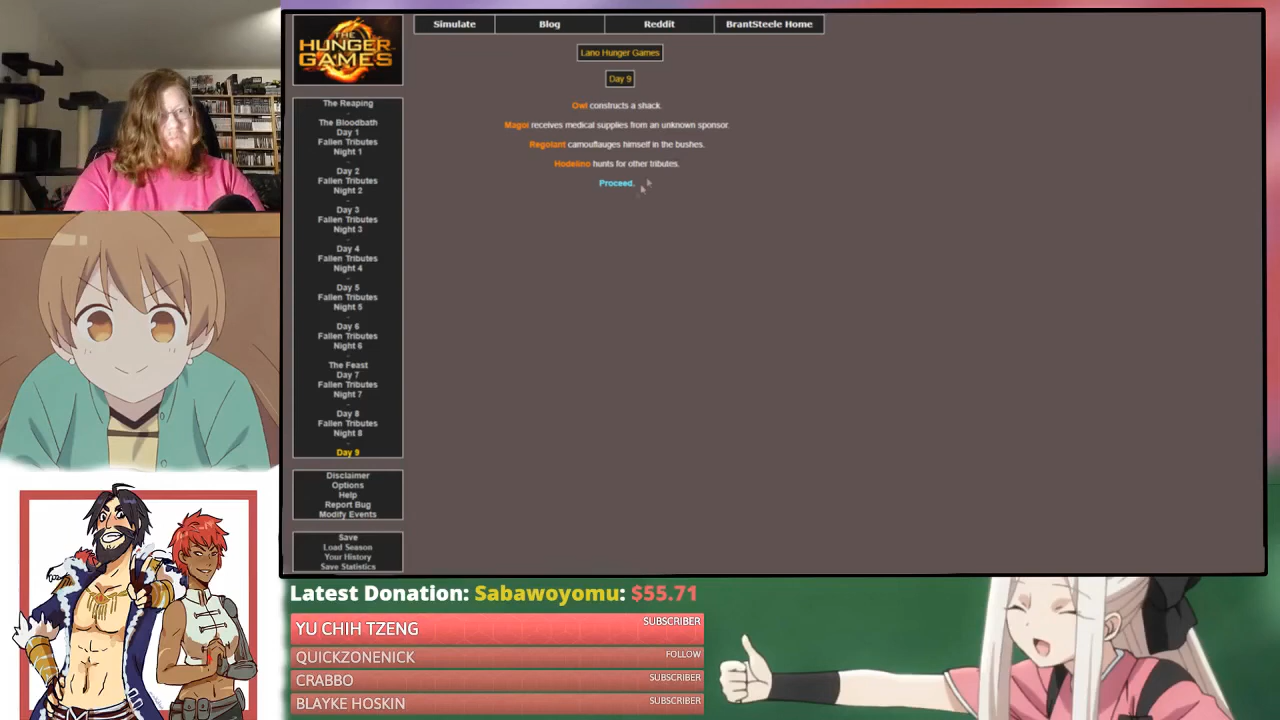 THE
HUNGER
GAMES
Simulate
Blog
Reddit
BrantSteele Home
Lano Hunger Games
Day 9
Owl constructs a shack.
Magoi receives medical supplies from an unknown sponsor.
Regolant camouflauges himself in the bushes.
Hodelino hunts for other tributes.
Proceed.
The Reaping
-
The Bloodbath
Day 1
Fallen Tributes
Night 1
-
Day 2
Fallen Tributes
Night 2
-
Day 3
Fallen Tributes
Night 3
-
Day 4
Fallen Tributes
Night 4
-
Day 5
Fallen Tributes
Night 5
-
Day 6
Fallen Tributes
Night 6
-
The Feast
Day 7
Fallen Tributes
Night 7
-
Day 8
Fallen Tributes
Night 8
-
Day 9
Disclaimer
Options
Help
Report Bug
Modify Events
Save
Load Season
Your History
Save Statistics
Latest Donation: Sabawoyomu: $55.71
YU CHIH TZENG SUBSCRIBER
QUICKZONENICK FOLLOW
CRABBO SUBSCRIBER
BLAYKE HOSKIN SUBSCRIBER